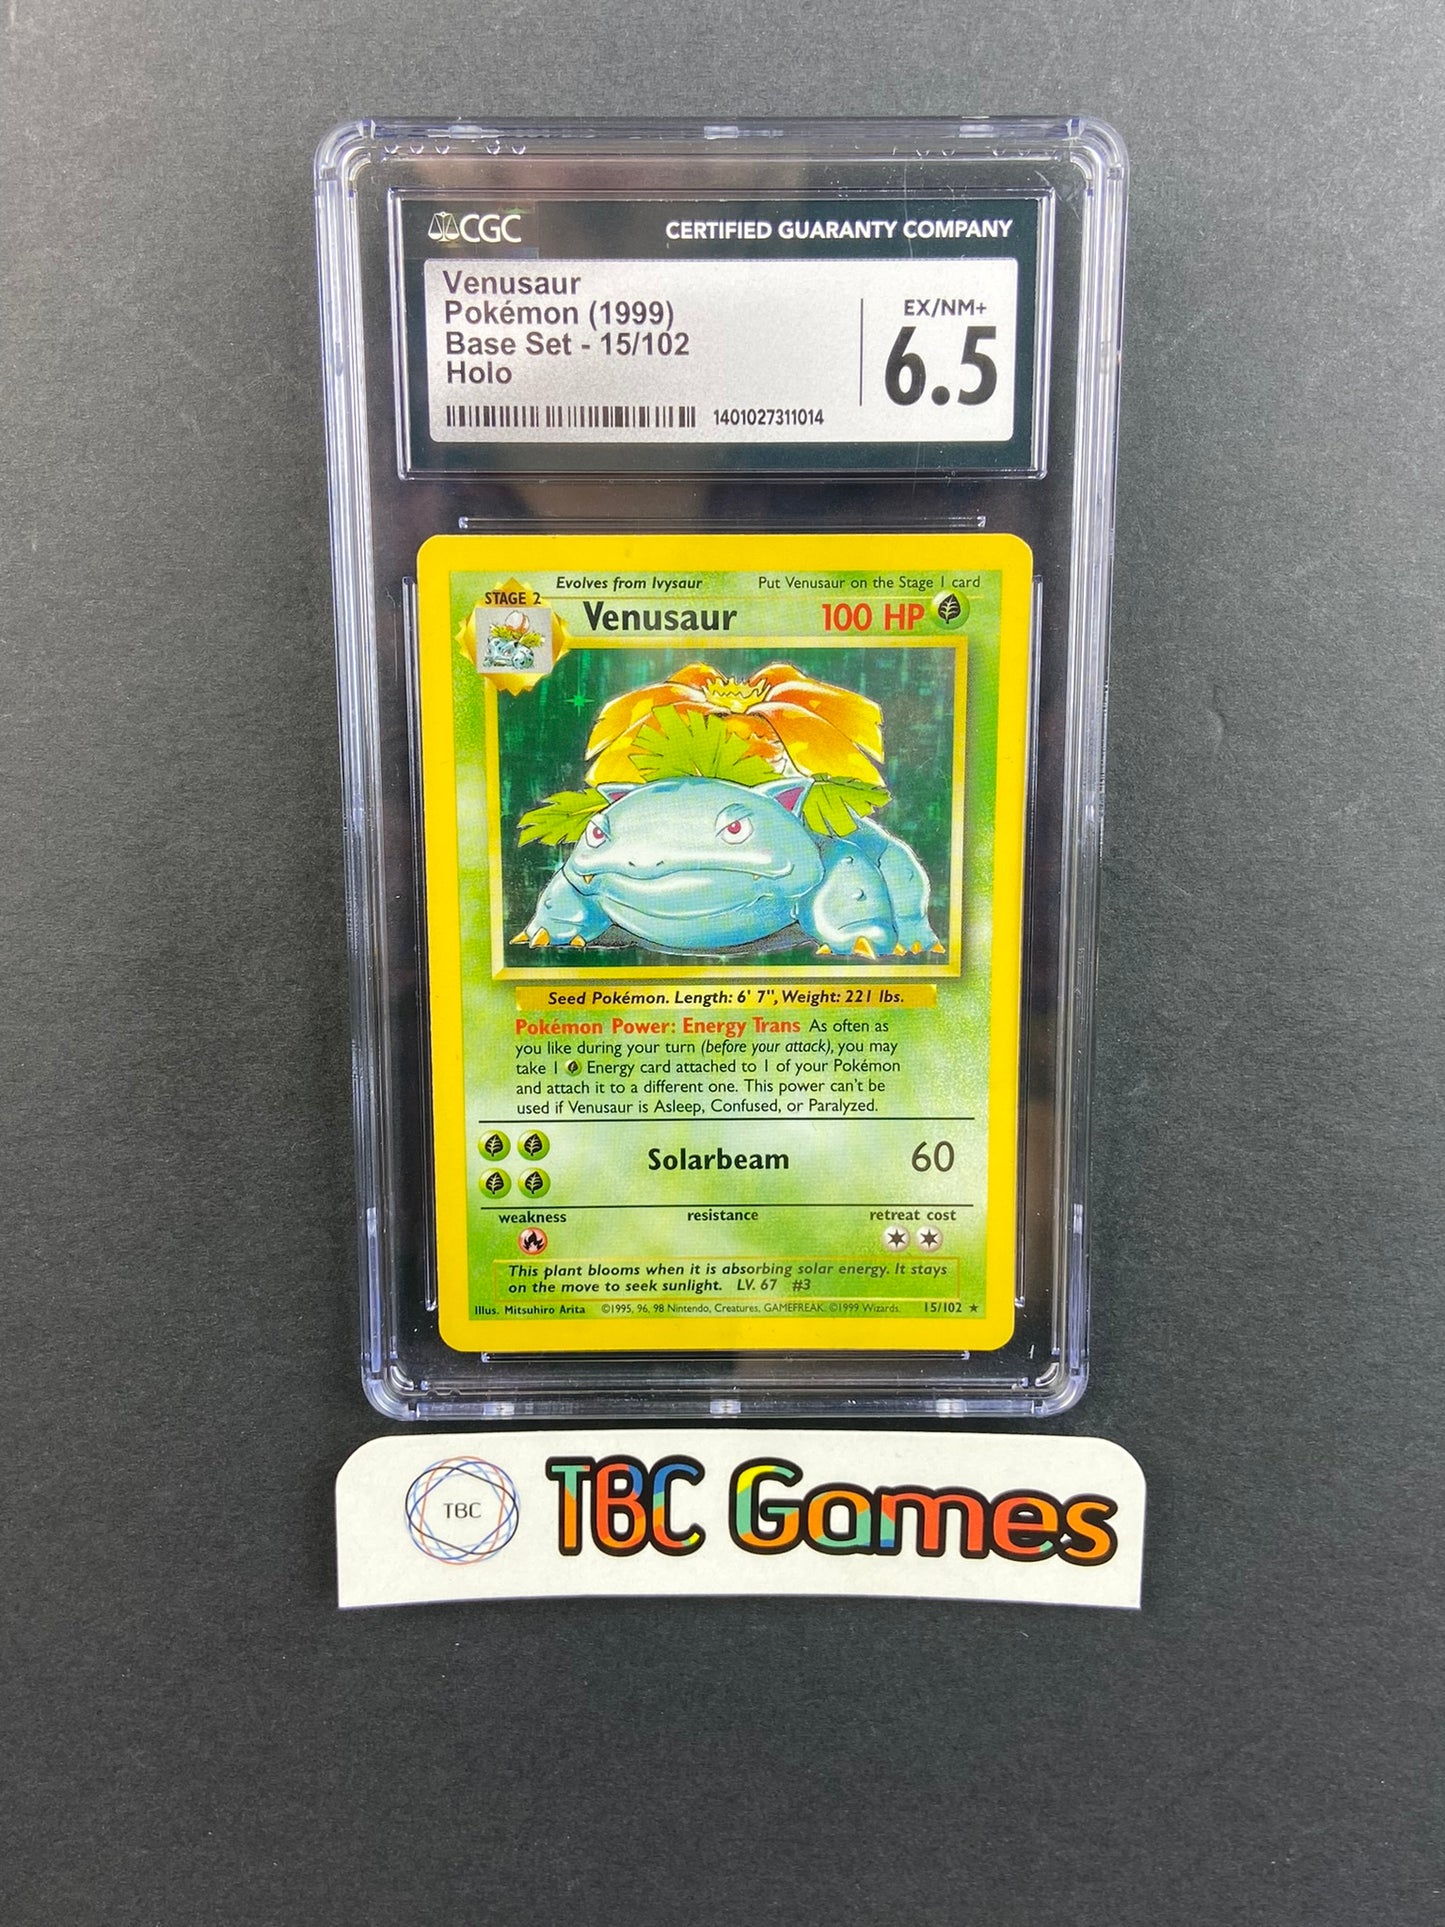 CGC
CERTIFIED GUARANTY COMPANY
Venusaur
Pokémon (1999)
Base Set - 15/102
Holo
1401027311014
EX/NM+
6.5
Evolves from Ivysaur
Put Venusaur on the Stage 1 card
STAGE 2
Venusaur
100 HP
Seed Pokémon. Length: 6' 7", Weight: 221 lbs.
Pokémon Power: Energy Trans As often as
you like during your turn (before your attack), you may
take 1 Energy card attached to 1 of your Pokémon
and attach it to a different one. This power can't be
used if Venusaur is Asleep, Confused, or Paralyzed.
Solarbeam
60
weakness
resistance
retreat cost
This plant blooms when it is absorbing solar energy. It stays
on the move to seek sunlight. LV. 67 #3
Illus. Mitsuhiro Arita ©1995, 96, 98 Nintendo, Creatures, GAMEFREAK. ©1999 Wizards. 15/102 ★
TBC
TBC Games